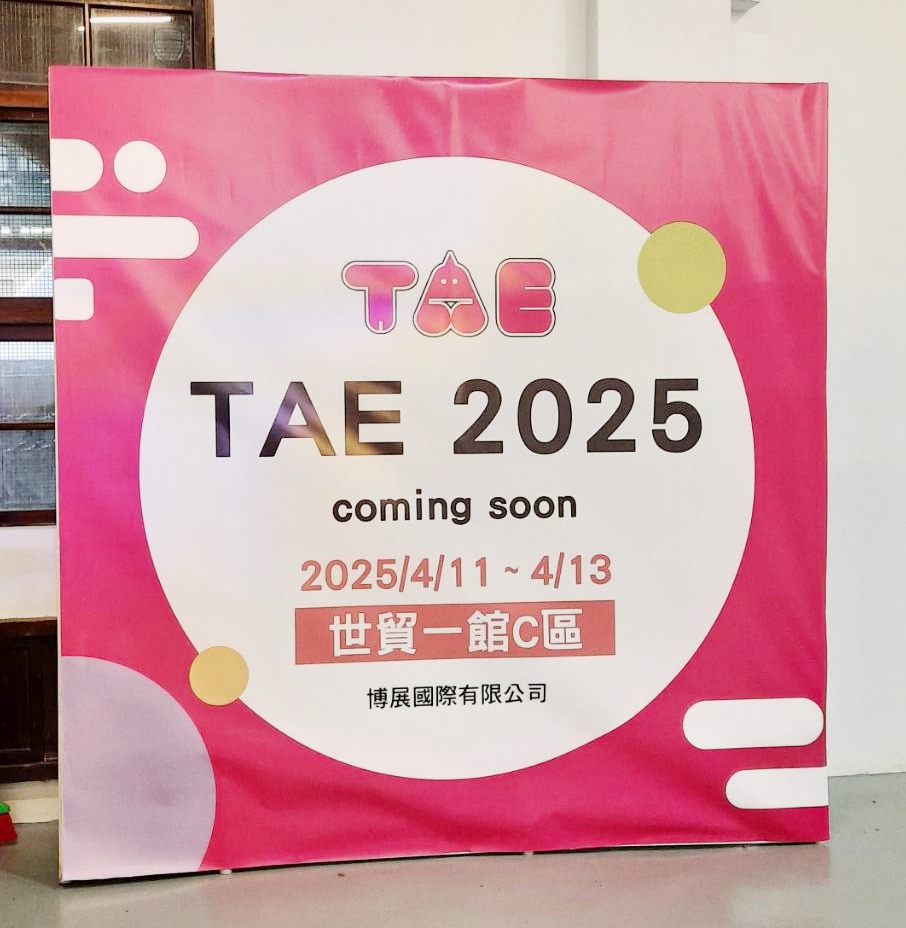 TAE
TAE 2025
coming soon
2025/4/11 ~ 4/13
世貿一館C區
博展國際有限公司